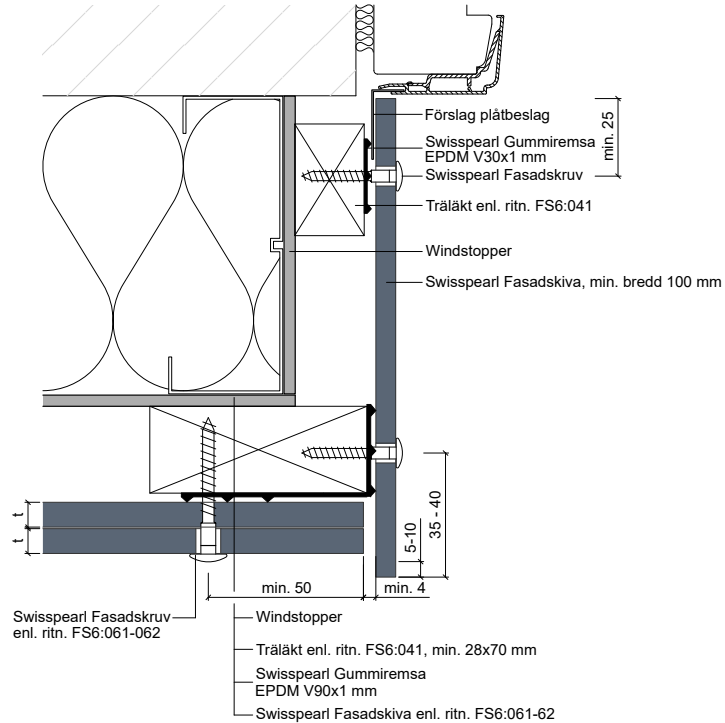 Förslag plåtbeslag
Swisspearl Gummiremsa
EPDM V30x1 mm
min. 25
Swisspearl Fasadskruv
Träläkt enl. ritn. FS6:041
Windstopper
Swisspearl Fasadskiva, min. bredd 100 mm
35 - 40
5-10
t
t
min. 50
min. 4
Swisspearl Fasadskruv
enl. ritn. FS6:061-062
Windstopper
Träläkt enl. ritn. FS6:041, min. 28x70 mm
Swisspearl Gummiremsa
EPDM V90x1 mm
Swisspearl Fasadskiva enl. ritn. FS6:061-62